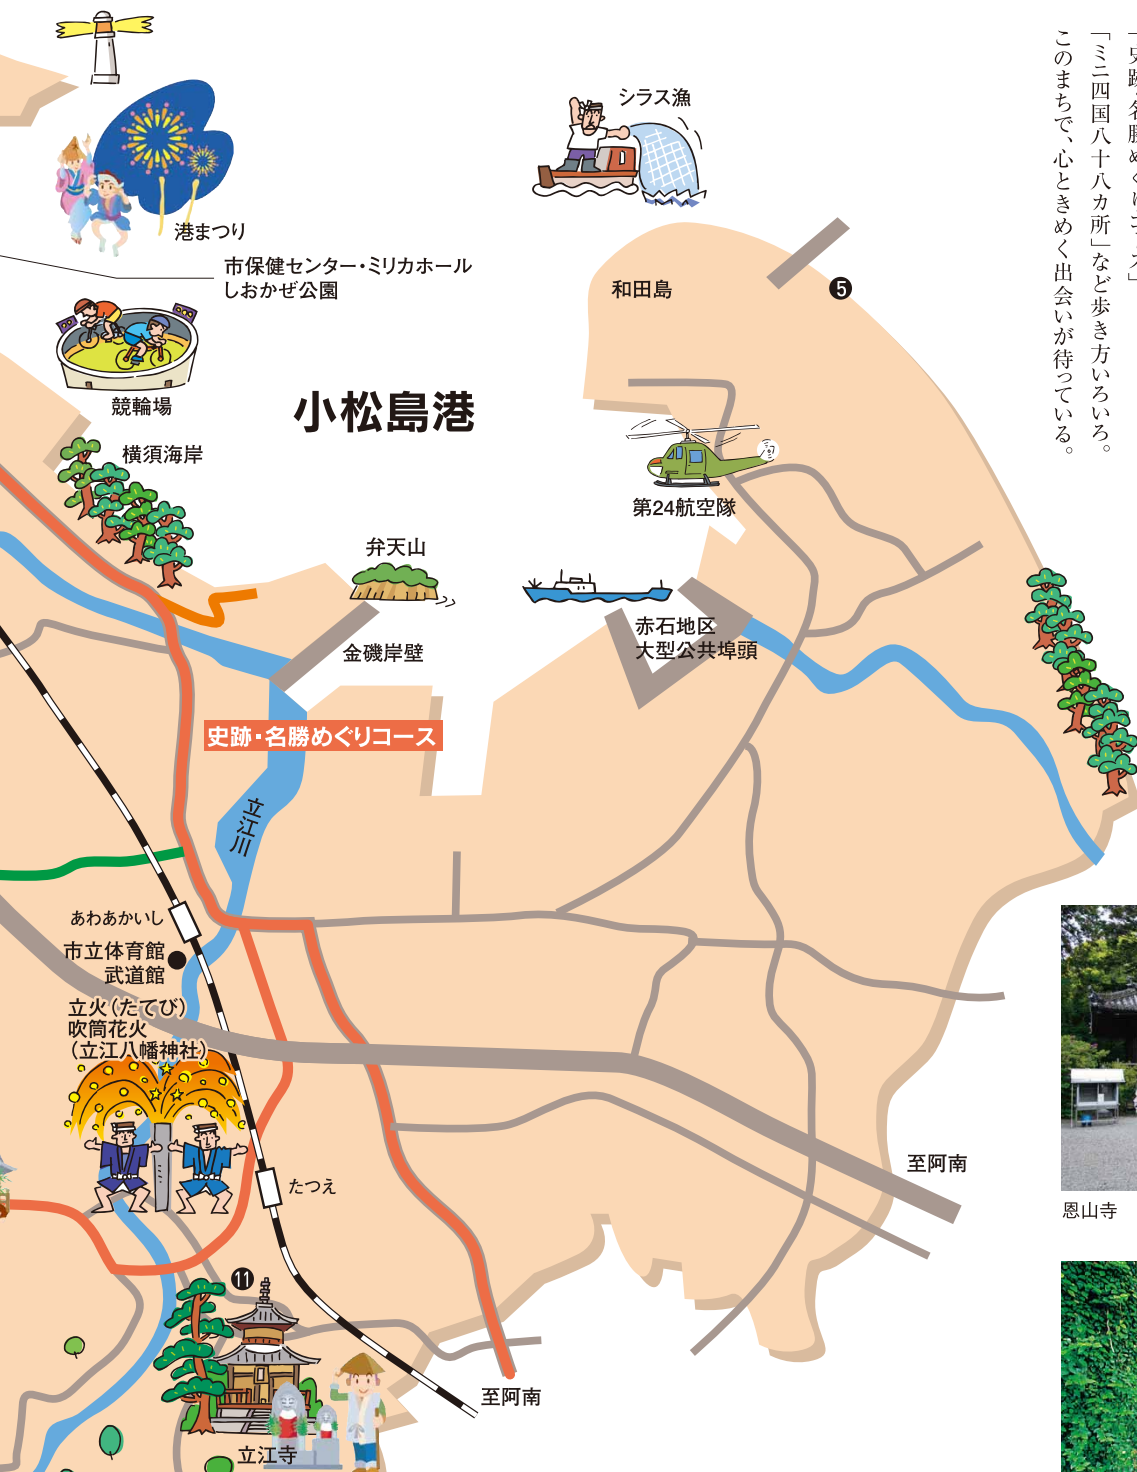 「ミニ四国八十八カ所」など歩き方いろいろ。
このまちで、心ときめく出会いが待っている。
シラス漁
港まつり
市保健センター・ミリカホール
しおかぜ公園
和田島
❺
競輪場
小松島港
横須海岸
第24航空隊
弁天山
赤石地区
大型公共埠頭
金磯岸壁
史跡・名勝めぐりコース
立江川
あわあかいし
市立体育館
武道館
立火（たてび）
吹筒花火
（立江八幡神社）
至阿南
恩山寺
たつえ
⓫
至阿南
立江寺